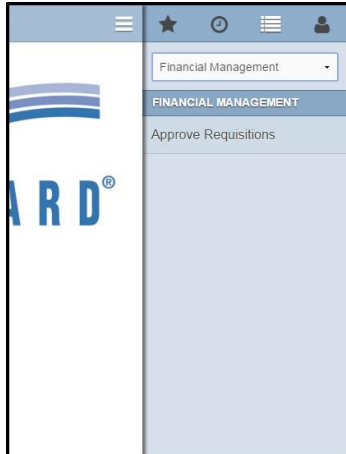 Financial Management
FINANCIAL MANAGEMENT
Approve Requisitions
ARD®